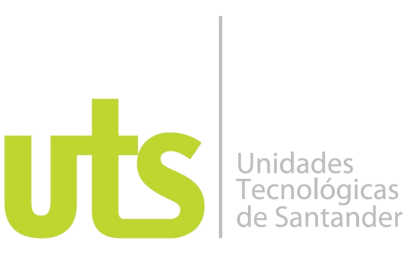 uts
Unidades
Tecnológicas
de Santander